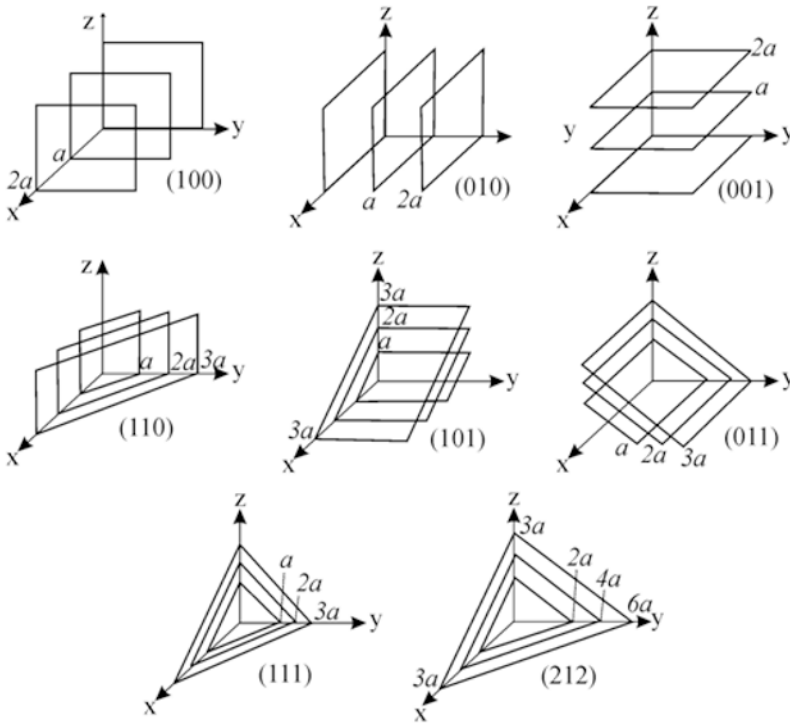 z
y
a
2a
x
(100)
z
a
2a
x
(010)
z
2a
a
y
y
x
(001)
z
a
2a
3a
y
x
(110)
z
3a
2a
a
y
3a
x
(101)
z
y
x
a
2a
3a
(011)
z
a
2a
3a
y
x
(111)
z
3a
2a
4a
6a
y
3a
x
(212)